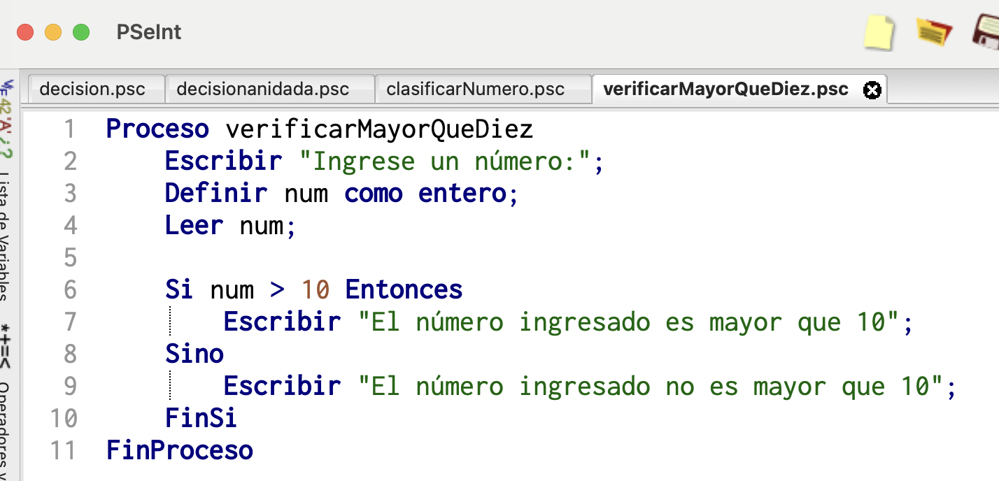 PSeInt
decision.psc decisionanidada.psc clasificarNumero.psc verificarMayorQueDiez.psc
1 Proceso verificarMayorQueDiez
2 Escribir "Ingrese un número:";
3 Definir num como entero;
4 Leer num;
5
6 Si num > 10 Entonces
7 Escribir "El número ingresado es mayor que 10";
8 Sino
9 Escribir "El número ingresado no es mayor que 10";
10 FinSi
11 FinProceso
Lista de Variables
*+=<
Operadores y